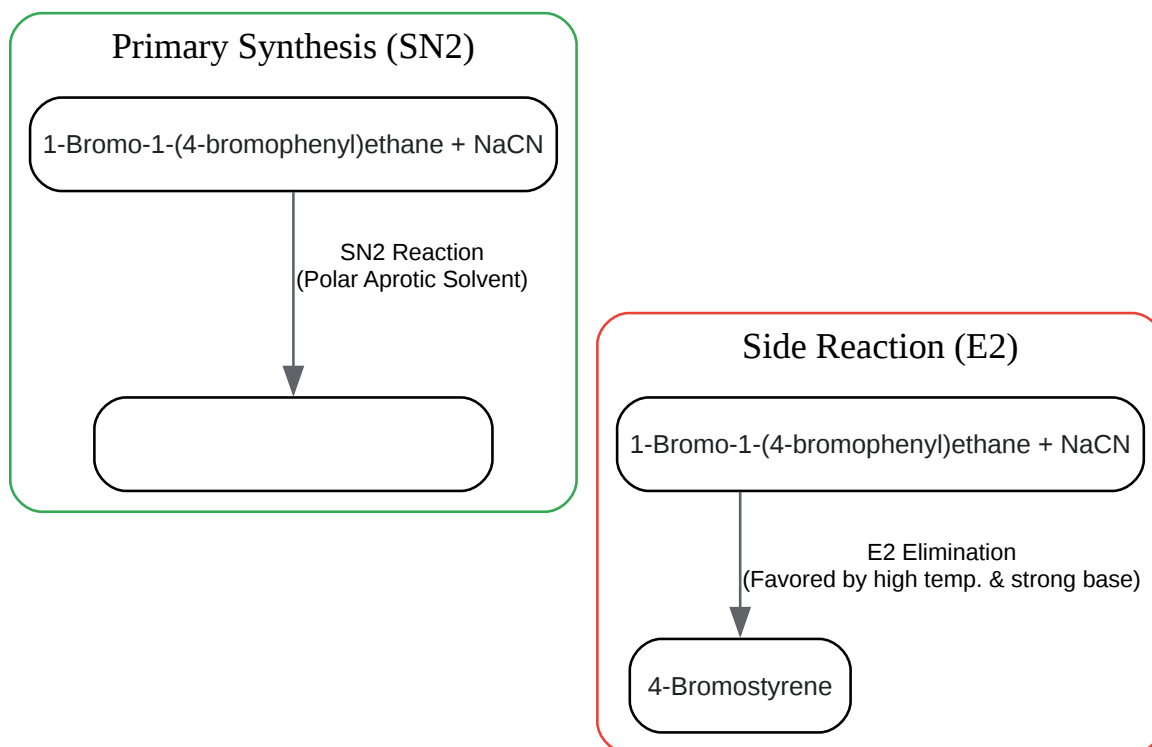 Primary Synthesis (SN2)
1-Bromo-1-(4-bromophenyl)ethane + NaCN
SN2 Reaction
(Polar Aprotic Solvent)
Side Reaction (E2)
1-Bromo-1-(4-bromophenyl)ethane + NaCN
E2 Elimination
(Favored by high temp. & strong base)
4-Bromostyrene